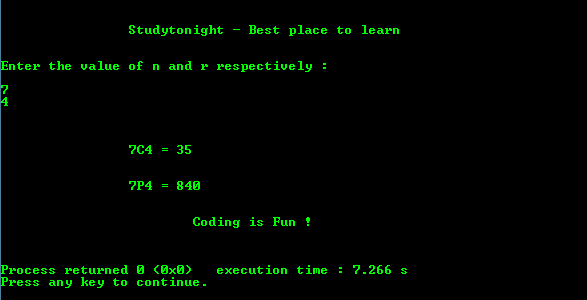 Studytonight - Best place to learn
Enter the value of n and r respectively :
7
4
7C4 = 35
7P4 = 840
Coding is Fun !
Process returned 0 (0x0)   execution time : 7.266 s
Press any key to continue.